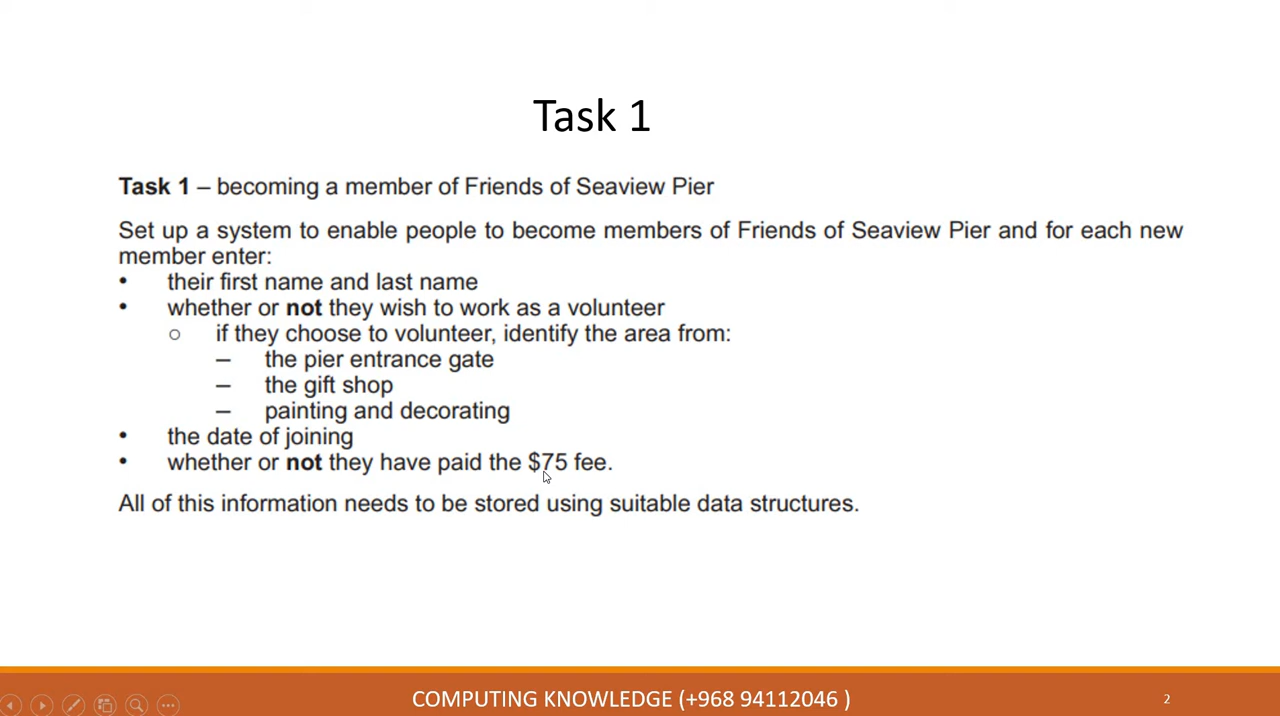 Task 1
Task 1 – becoming a member of Friends of Seaview Pier
Set up a system to enable people to become members of Friends of Seaview Pier and for each new
member enter:
• their first name and last name
• whether or not they wish to work as a volunteer
○ if they choose to volunteer, identify the area from:
– the pier entrance gate
– the gift shop
– painting and decorating
• the date of joining
• whether or not they have paid the $75 fee.
All of this information needs to be stored using suitable data structures.
COMPUTING KNOWLEDGE (+968 94112046 )
2